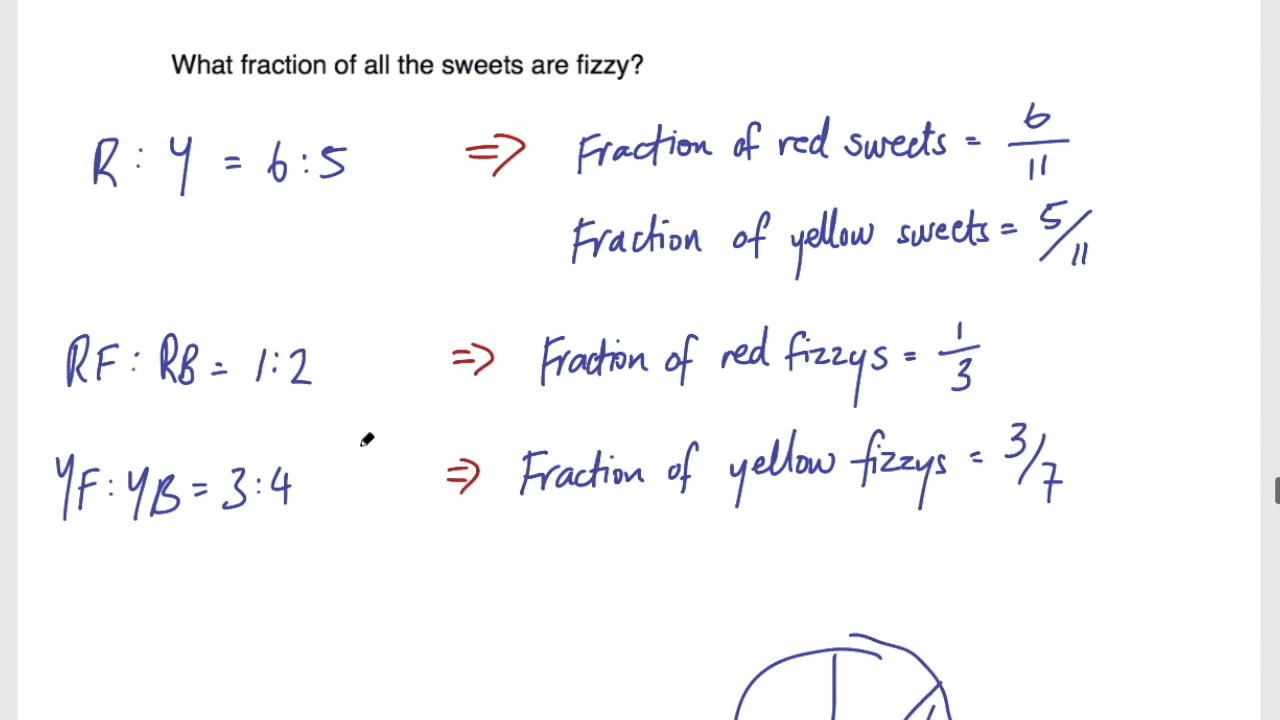 What fraction of all the sweets are fizzy?
R : Y = 6 : 5 ⇒ Fraction of red sweets = 6/11
Fraction of yellow sweets = 5/11
RF : RB = 1 : 2 ⇒ Fraction of red fizzys = 1/3
YF : YB = 3 : 4 ⇒ Fraction of yellow fizzys = 3/7